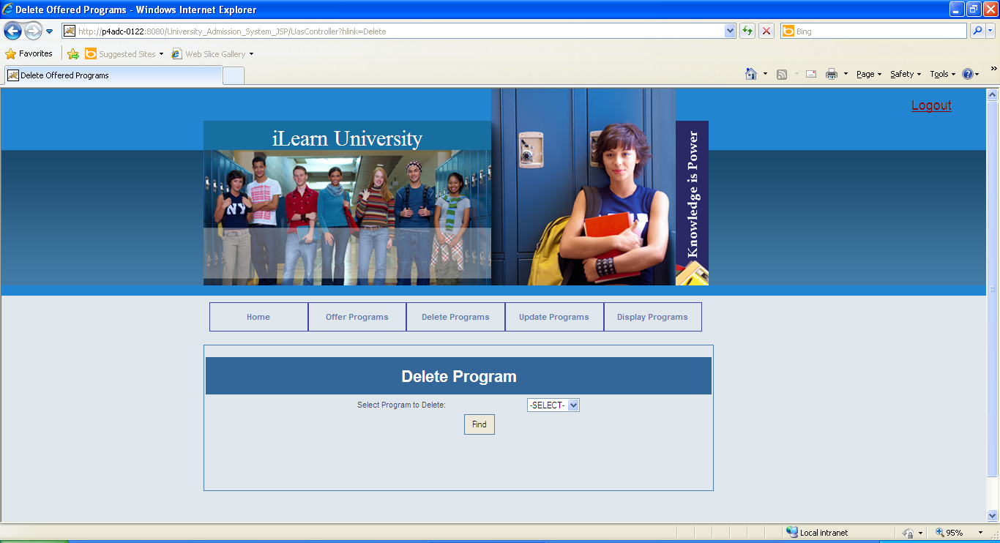 Delete Offered Programs - Windows Internet Explorer
http://p4adc-0122:8080/University_Admission_System_JSP/UasController?hlink=Delete
Bing
Favorites
Suggested Sites
Web Slice Gallery
Delete Offered Programs
Page
Safety
Tools
Logout
iLearn University
NY
Knowledge is Power
Home
Offer Programs
Delete Programs
Update Programs
Display Programs
Delete Program
Select Program to Delete:
-SELECT-
Find
Local intranet
95%